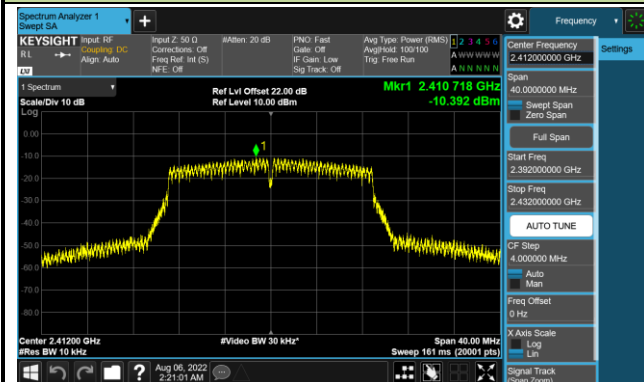 Spectrum Analyzer 1
Swept SA
Frequency
KEYSIGHT
RL
LXI
Input: RF
Coupling: DC
Align: Auto
Input Z: 50 Ω
Corrections: Off
Freq Ref: Int (S)
NFE: Off
#Atten: 20 dB
PNO: Fast
Gate: Off
IF Gain: Low
Sig Track: Off
Avg Type: Power (RMS)
Avg|Hold: 100/100
Trig: Free Run
1 2 3 4 5 6
A W W W W W
A N N N N N
1 Spectrum
Scale/Div 10 dB
Ref Lvl Offset 22.00 dB
Ref Level 10.00 dBm
Mkr1 2.410 718 GHz
-10.392 dBm
Log
0.00
-10.0
-20.0
-30.0
-40.0
-50.0
-60.0
-70.0
-80.0
1
Center 2.41200 GHz
#Res BW 10 kHz
#Video BW 30 kHz*
Span 40.00 MHz
Sweep 161 ms (20001 pts)
Center Frequency
2.412000000 GHz
Settings
Span
40.0000000 MHz
Swept Span
Zero Span
Full Span
Start Freq
2.392000000 GHz
Stop Freq
2.432000000 GHz
AUTO TUNE
CF Step
4.000000 MHz
Auto
Man
Freq Offset
0 Hz
X Axis Scale
Log
Lin
Signal Track
(Span Zoom)
?
Aug 06, 2022
2:21:01 AM